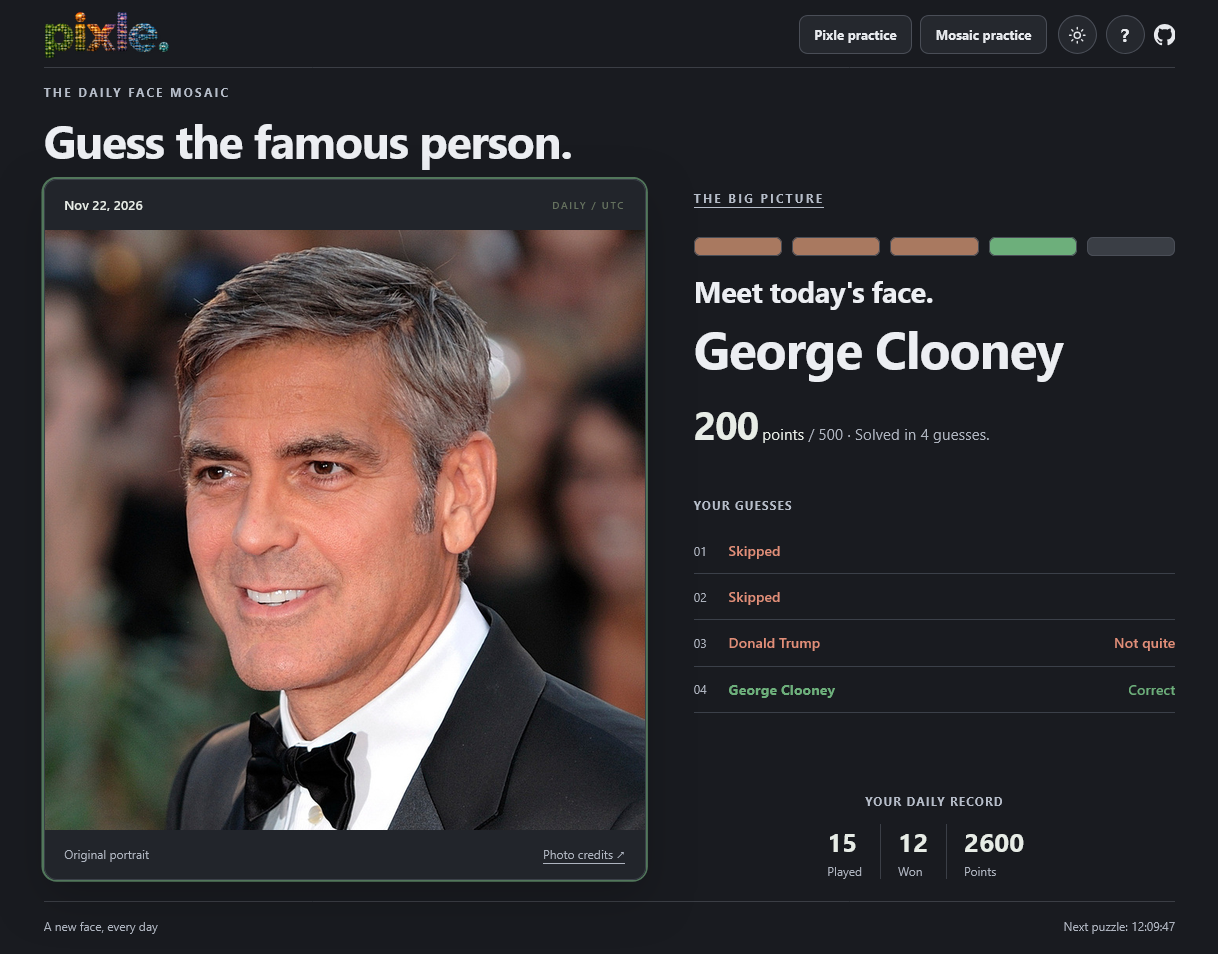 pixle.
Pixle practice
Mosaic practice
?
THE DAILY FACE MOSAIC
Guess the famous person.
Nov 22, 2026
DAILY / UTC
Original portrait
Photo credits ↗
THE BIG PICTURE
Meet today's face.
George Clooney
200 points / 500 · Solved in 4 guesses.
YOUR GUESSES
01 Skipped
02 Skipped
03 Donald Trump Not quite
04 George Clooney Correct
YOUR DAILY RECORD
15 12 2600
Played Won Points
A new face, every day
Next puzzle: 12:09:47